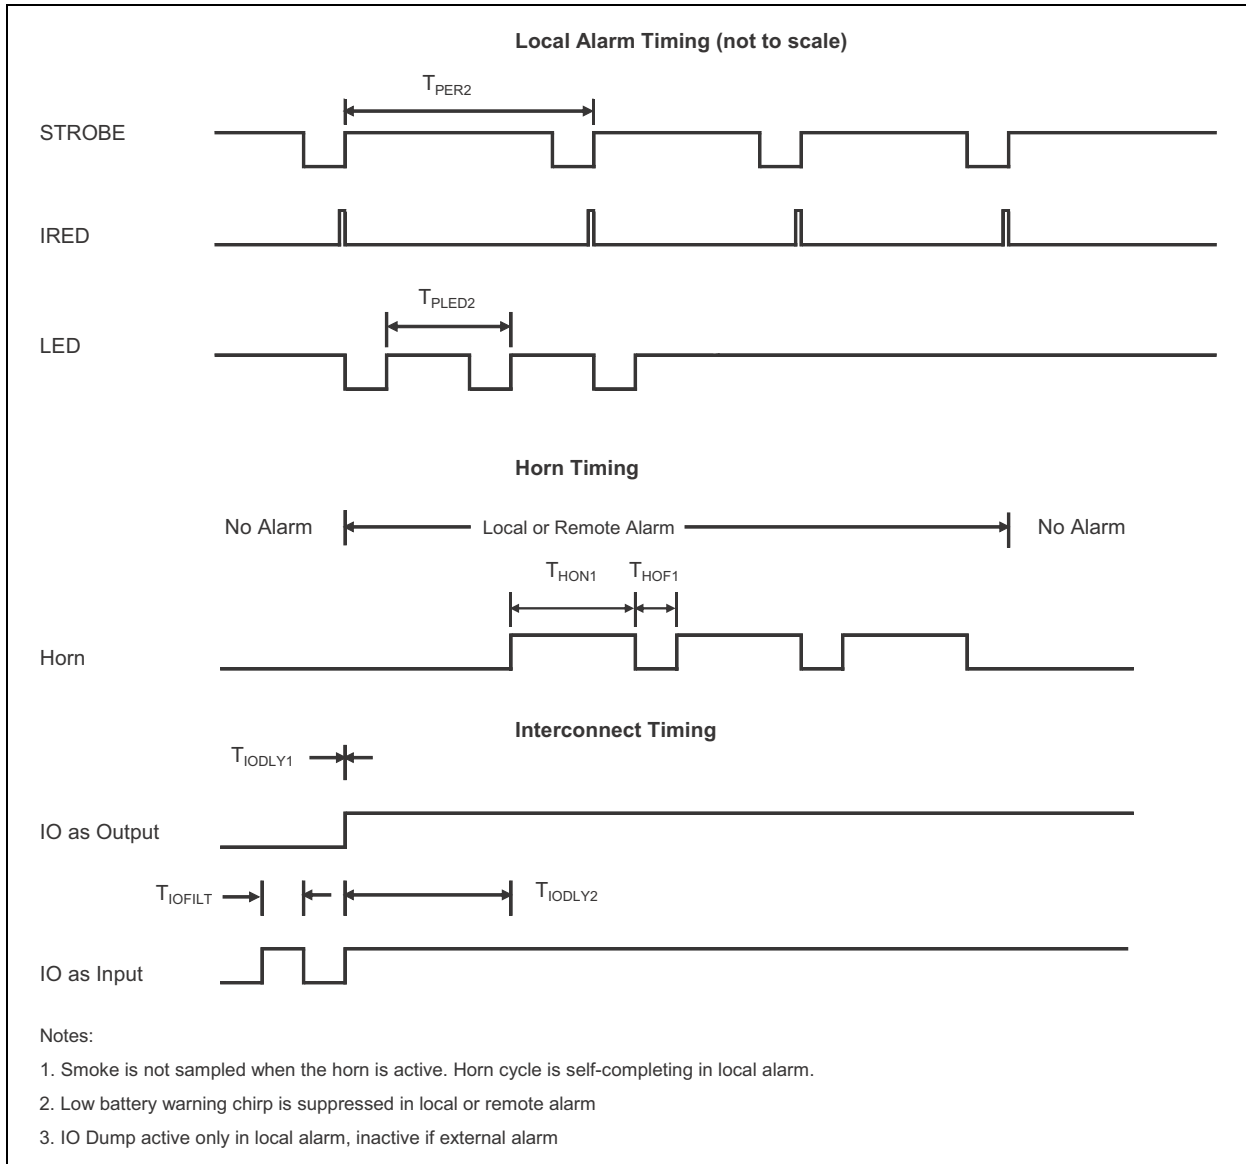 Local Alarm Timing (not to scale)
TPER2
STROBE
IRED
TPLED2
LED
Horn Timing
No Alarm
Local or Remote Alarm
No Alarm
THON1
THOF1
Horn
Interconnect Timing
TIODLY1
IO as Output
TIOFILT
TIODLY2
IO as Input
Notes:
1. Smoke is not sampled when the horn is active. Horn cycle is self-completing in local alarm.
2. Low battery warning chirp is suppressed in local or remote alarm
3. IO Dump active only in local alarm, inactive if external alarm